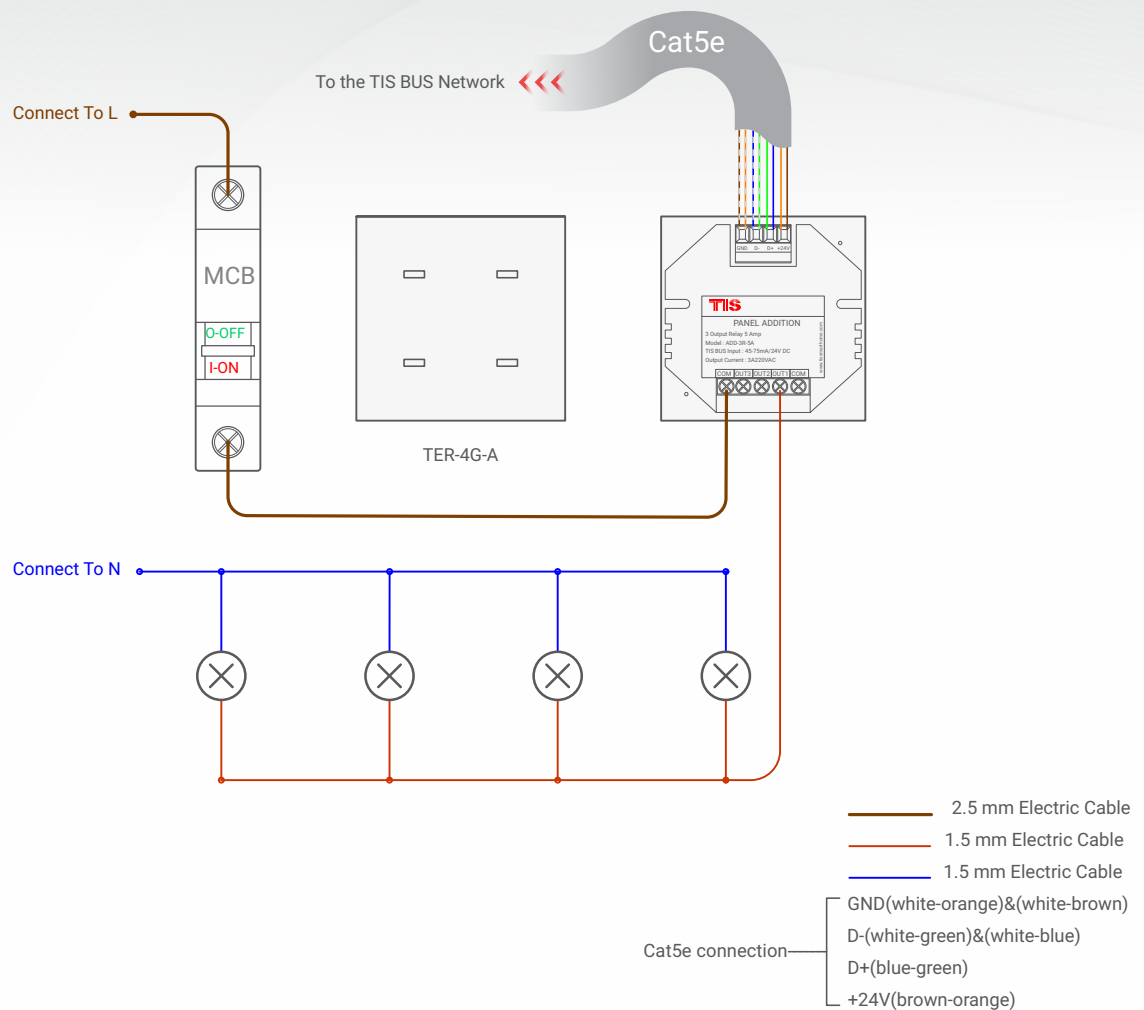 Cat5e
To the TIS BUS Network
Connect To L
MCB
O-OFF
I-ON
TER-4G-A
GND D- D+ +24V
TIS
PANEL ADDITION
3 Output Relay 5 Amp
Model : ADD-3R-5A
TIS BUS Input : 45-75mA/24V DC
Output Current : 3A220VAC
COM OUT3 OUT2 OUT1 COM
Connect To N
2.5 mm Electric Cable
1.5 mm Electric Cable
1.5 mm Electric Cable
Cat5e connection
GND(white-orange)&(white-brown)
D-(white-green)&(white-blue)
D+(blue-green)
+24V(brown-orange)